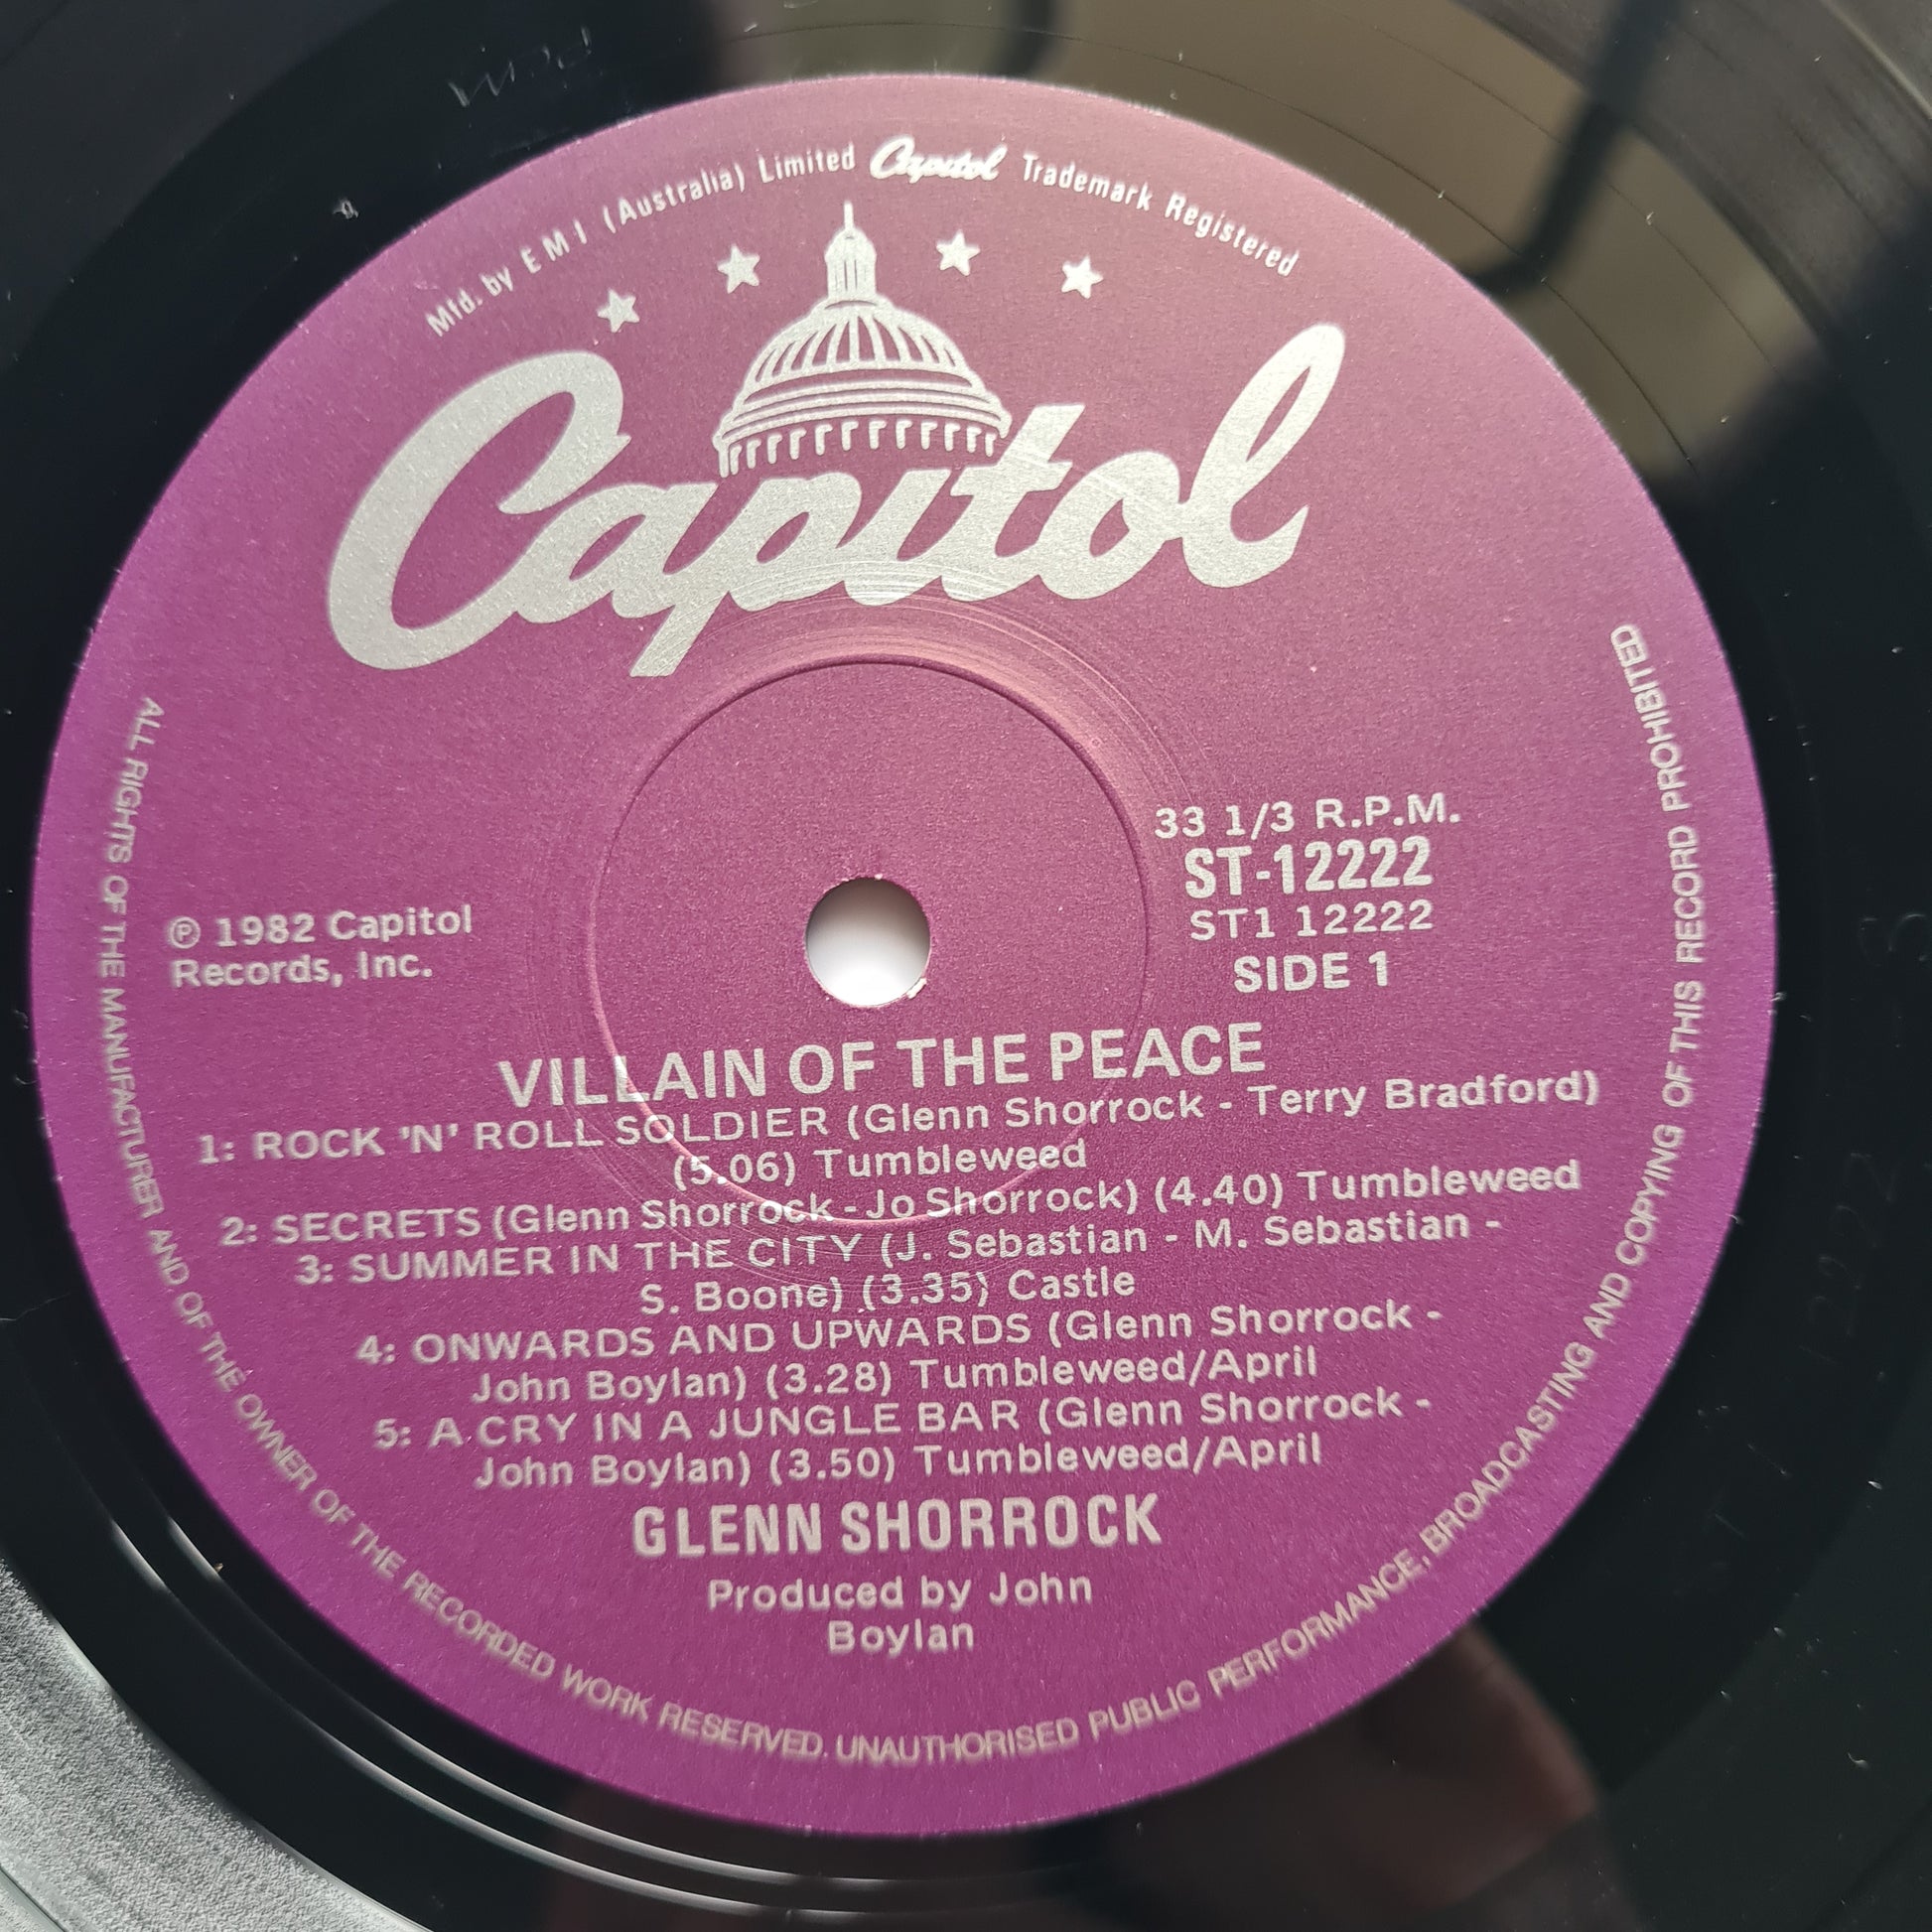 Mfd. by E M I (Australia) Limited Capitol Trademark Registered
Capitol
33 1/3 R.P.M.
ST-12222
ST1 12222
SIDE 1
℗ 1982 Capitol
Records, Inc.
VILLAIN OF THE PEACE
1: ROCK 'N' ROLL SOLDIER (Glenn Shorrock - Terry Bradford)
(5.06) Tumbleweed
2: SECRETS (Glenn Shorrock - Jo Shorrock) (4.40) Tumbleweed
3: SUMMER IN THE CITY (J. Sebastian - M. Sebastian -
S. Boone) (3.35) Castle
4: ONWARDS AND UPWARDS (Glenn Shorrock -
John Boylan) (3.28) Tumbleweed/April
5: A CRY IN A JUNGLE BAR (Glenn Shorrock -
John Boylan) (3.50) Tumbleweed/April
GLENN SHORROCK
Produced by John
Boylan
ALL RIGHTS OF THE MANUFACTURER AND OF THE OWNER OF THE RECORDED WORK RESERVED. UNAUTHORISED PUBLIC PERFORMANCE, BROADCASTING AND COPYING OF THIS RECORD PROHIBITED